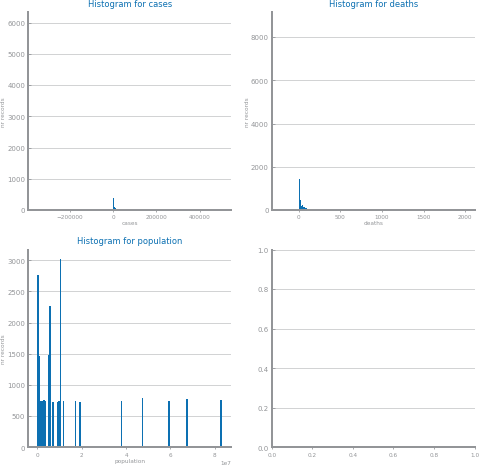 Histogram for cases
Histogram for deaths
6000
5000
4000
3000
2000
1000
0
nr records
−200000 0 200000 400000
cases
8000
6000
4000
2000
0
nr records
0 500 1000 1500 2000
deaths
Histogram for population
3000
2500
2000
1500
1000
500
0
nr records
0 2 4 6 8
1e7
population
1.0
0.8
0.6
0.4
0.2
0.0
0.0 0.2 0.4 0.6 0.8 1.0